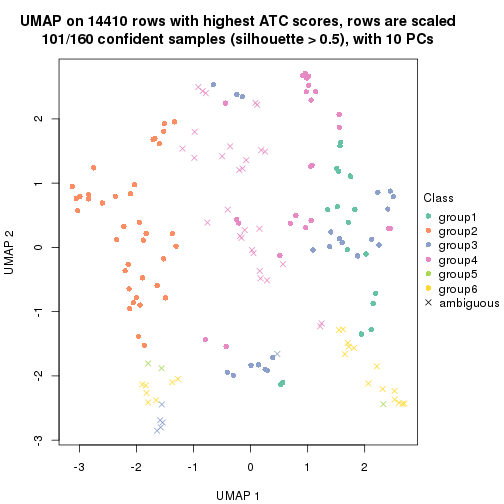 UMAP on 14410 rows with highest ATC scores, rows are scaled
101/160 confident samples (silhouette > 0.5), with 10 PCs
UMAP 2
2
1
0
-1
-2
-3
-3
-2
-1
0
1
2
UMAP 1
Class
group1
group2
group3
group4
group5
group6
ambiguous